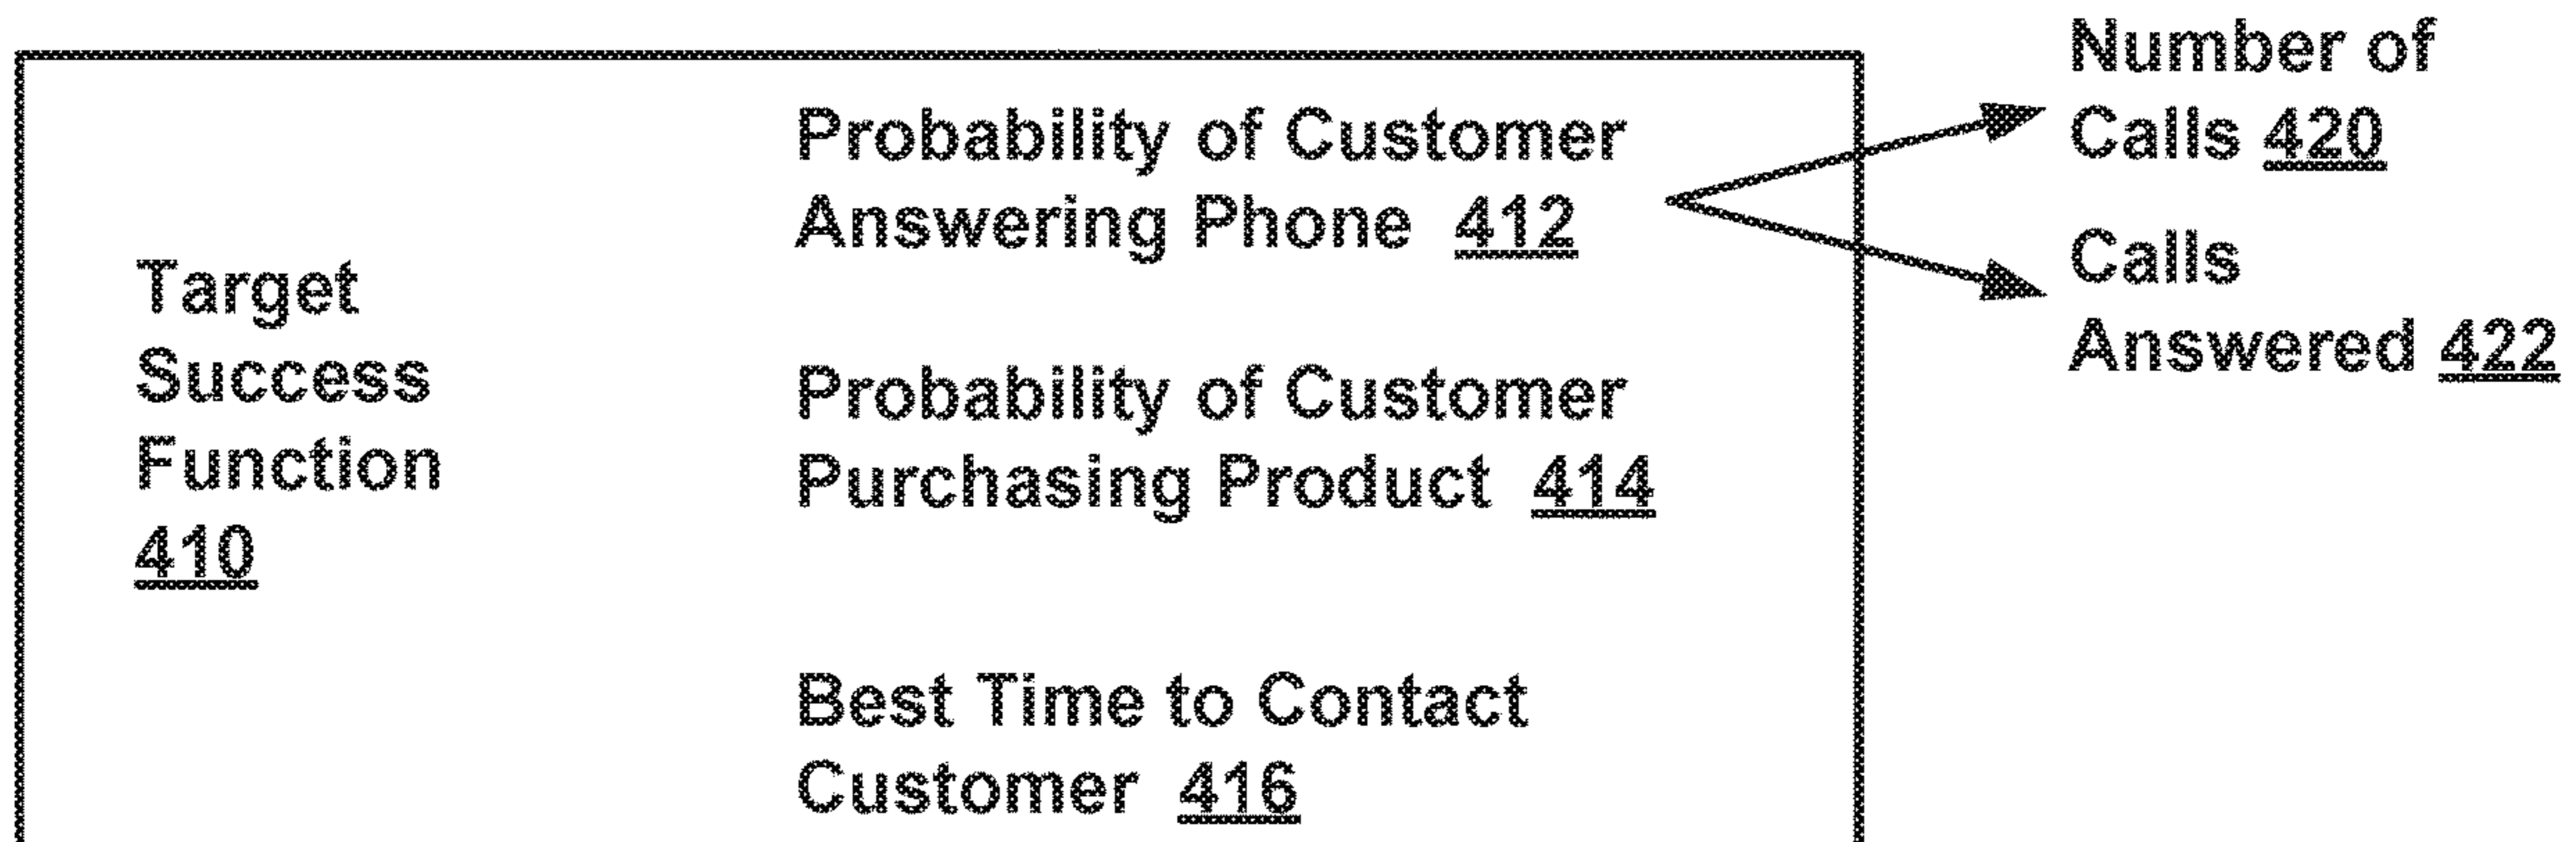 Target
Success
Function
410
Probability of Customer
Answering Phone 412
Probability of Customer
Purchasing Product 414
Best Time to Contact
Customer 416
Number of
Calls 420
Calls
Answered 422